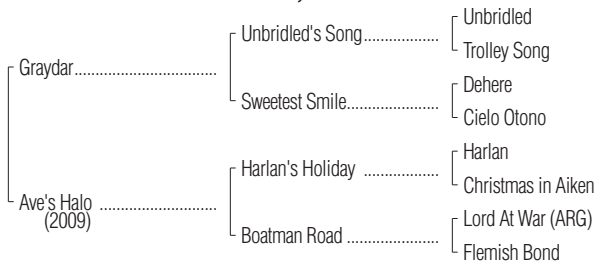 Unbridled
Unbridled's Song..................
Trolley Song
Graydar.................................
Dehere
Sweetest Smile.....................
Cielo Otono
Harlan
Harlan's Holiday .................
Christmas in Aiken
Ave's Halo ...........................
(2009)
Lord At War (ARG)
Boatman Road .....................
Flemish Bond